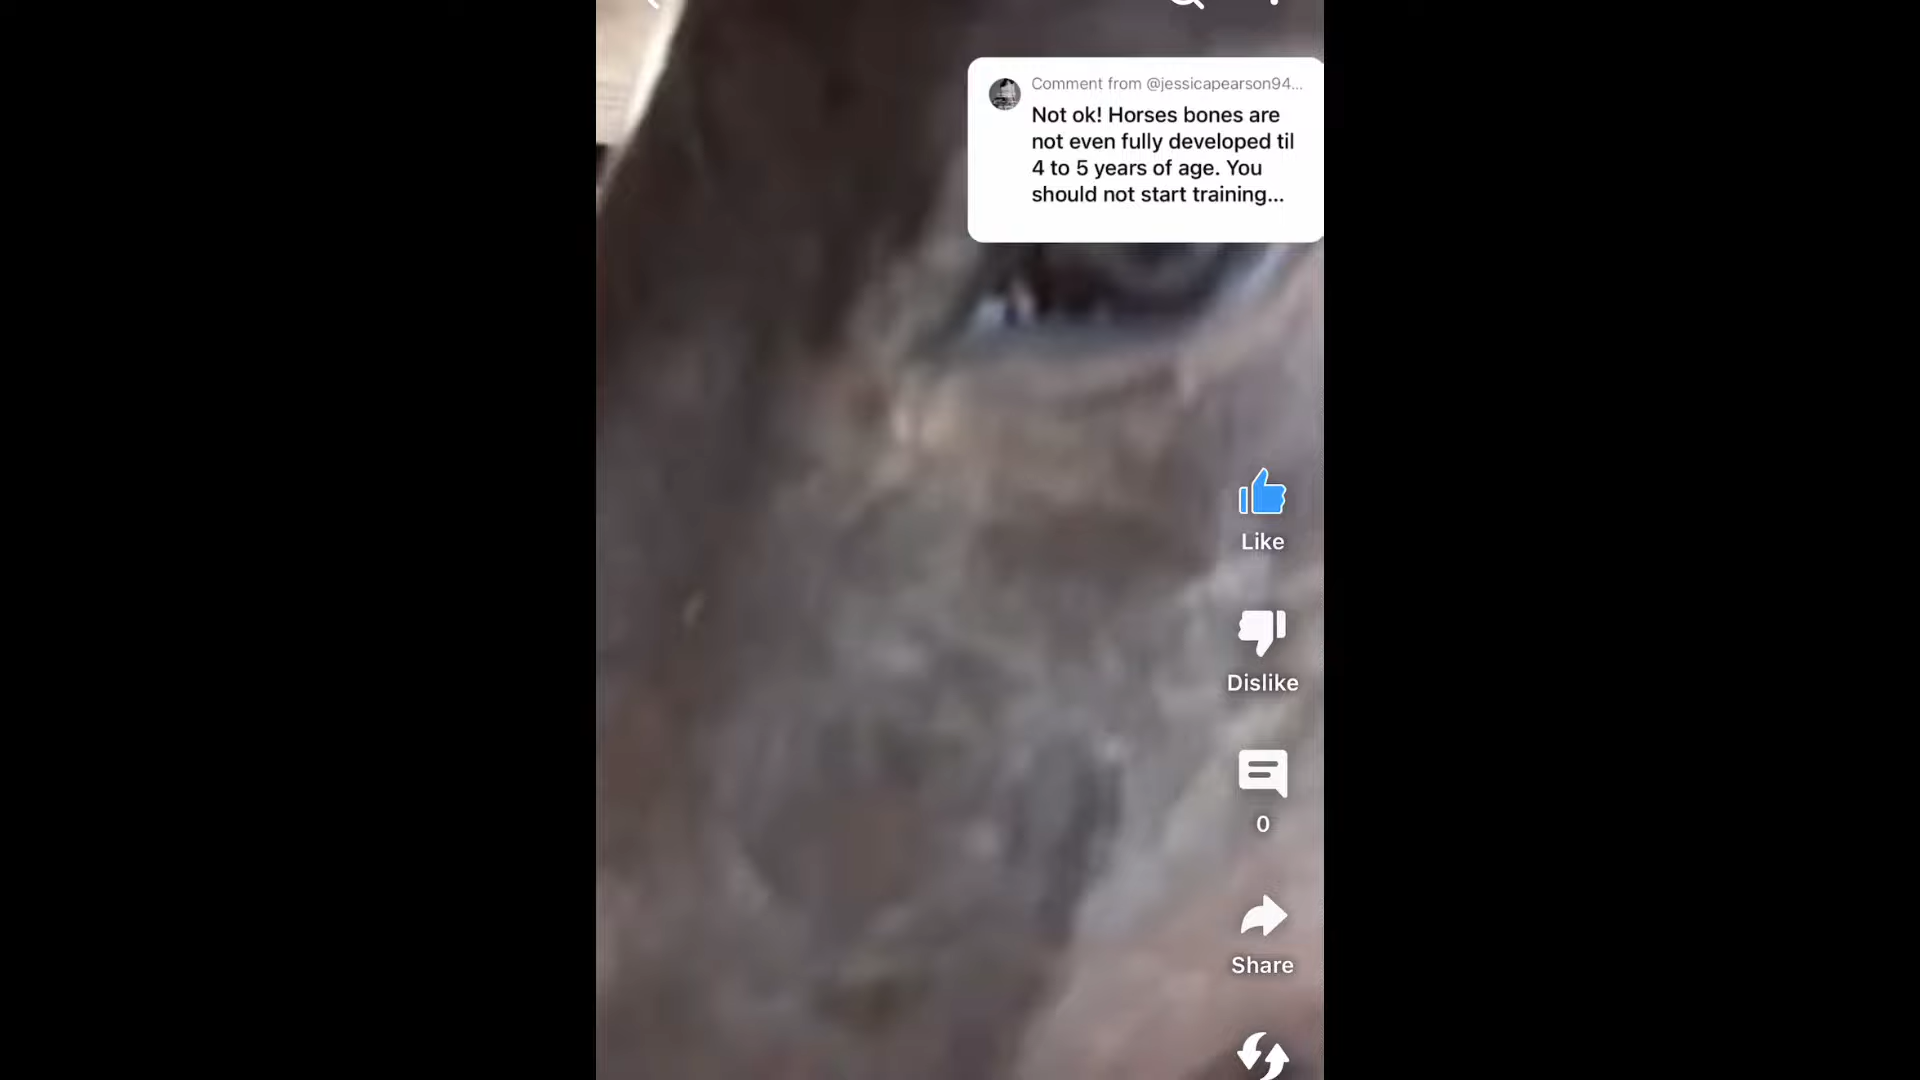 Comment from @jessicapearson94...
Not ok! Horses bones are
not even fully developed til
4 to 5 years of age. You
should not start training...
Like
Dislike
0
Share